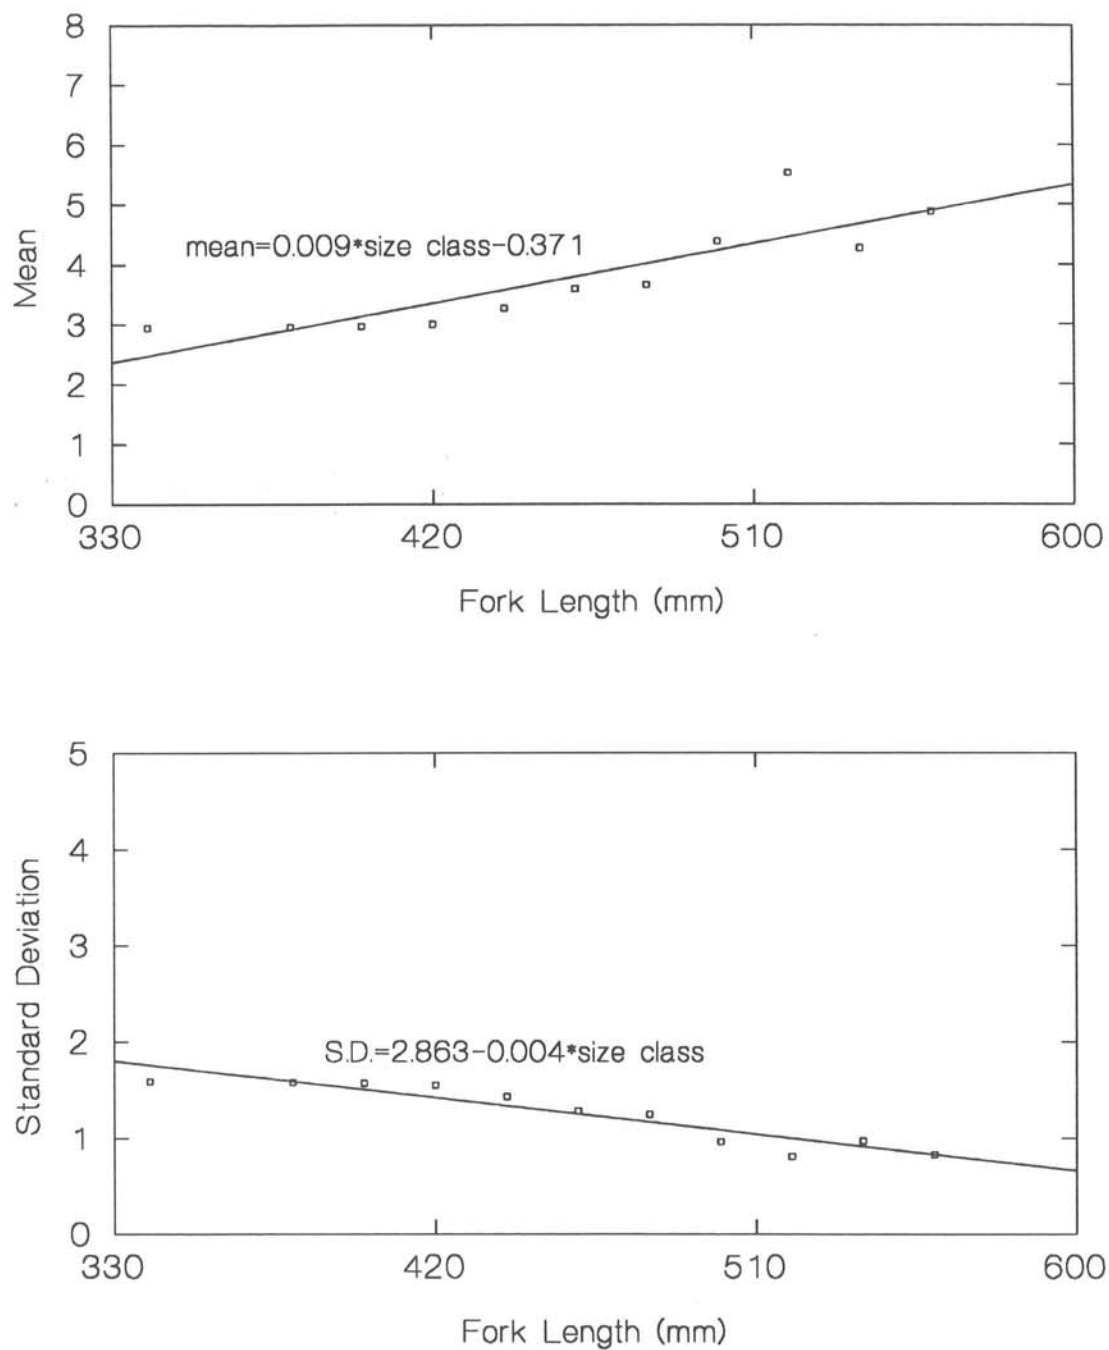 8
7
6
5
4
3
2
1
0
Mean
mean=0.009*size class-0.371
330 420 510 600
Fork Length (mm)
5
4
3
2
1
0
Standard Deviation
S.D.=2.863-0.004*size class
330 420 510 600
Fork Length (mm)